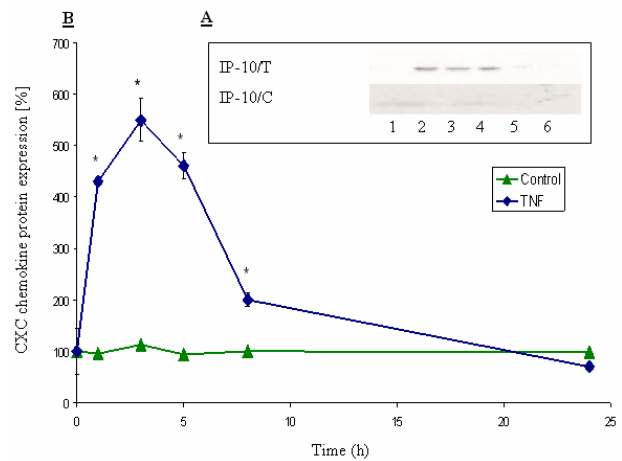 B
A
IP-10/T
IP-10/C
1 2 3 4 5 6
CXC chemokine protein expression [%]
700
600
500
400
300
200
100
0
*
*
*
*
Control
TNF
0 5 10 15 20 25
Time (h)